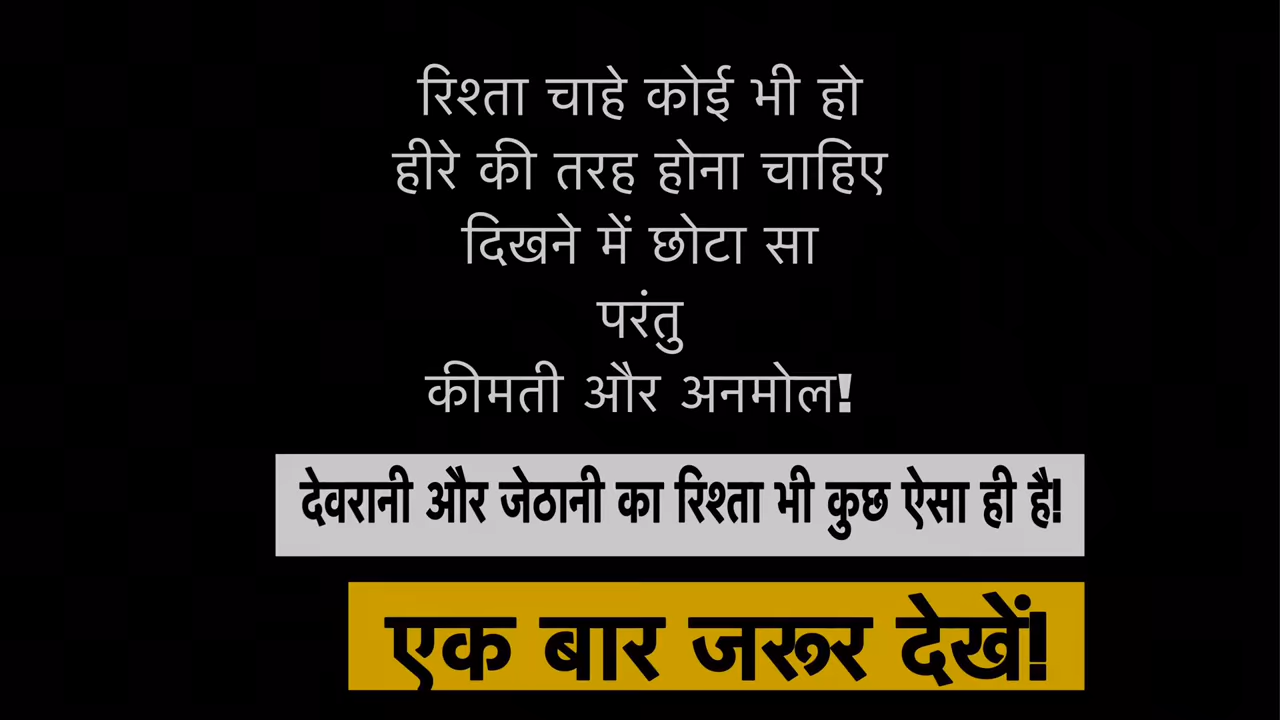 रिश्ता चाहे कोई भी हो
हीरे की तरह होना चाहिए
दिखने में छोटा सा
परंतु
कीमती और अनमोल!
देवरानी और जेठानी का रिश्ता भी कुछ ऐसा ही है!
एक बार जरूर देखें!